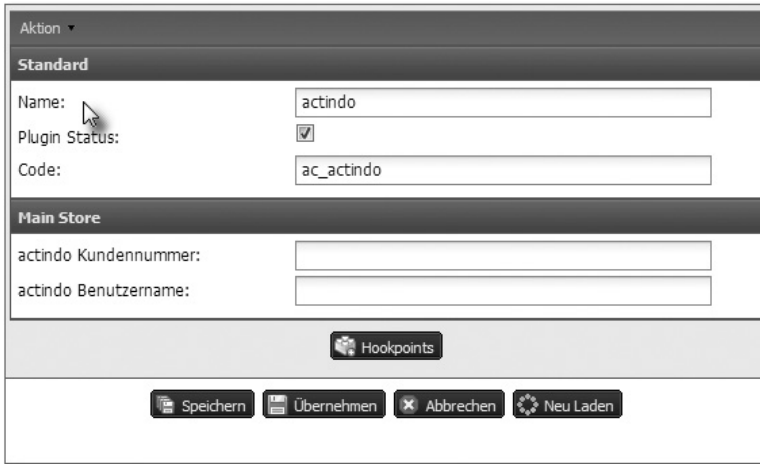 Aktion
Standard
Name: actindo
Plugin Status:
Code: ac_actindo
Main Store
actindo Kundennummer:
actindo Benutzername:
Hookpoints
Speichern Übernehmen Abbrechen Neu Laden